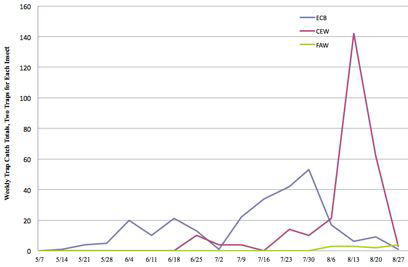 160
140
120
100
80
60
40
20
0
Weekly Trap Catch Totals, Two Traps for Each Insect
ECB
CEW
FAW
5/7 5/14 5/21 5/28 6/4 6/11 6/18 6/25 7/2 7/9 7/16 7/23 7/30 8/6 8/13 8/20 8/27